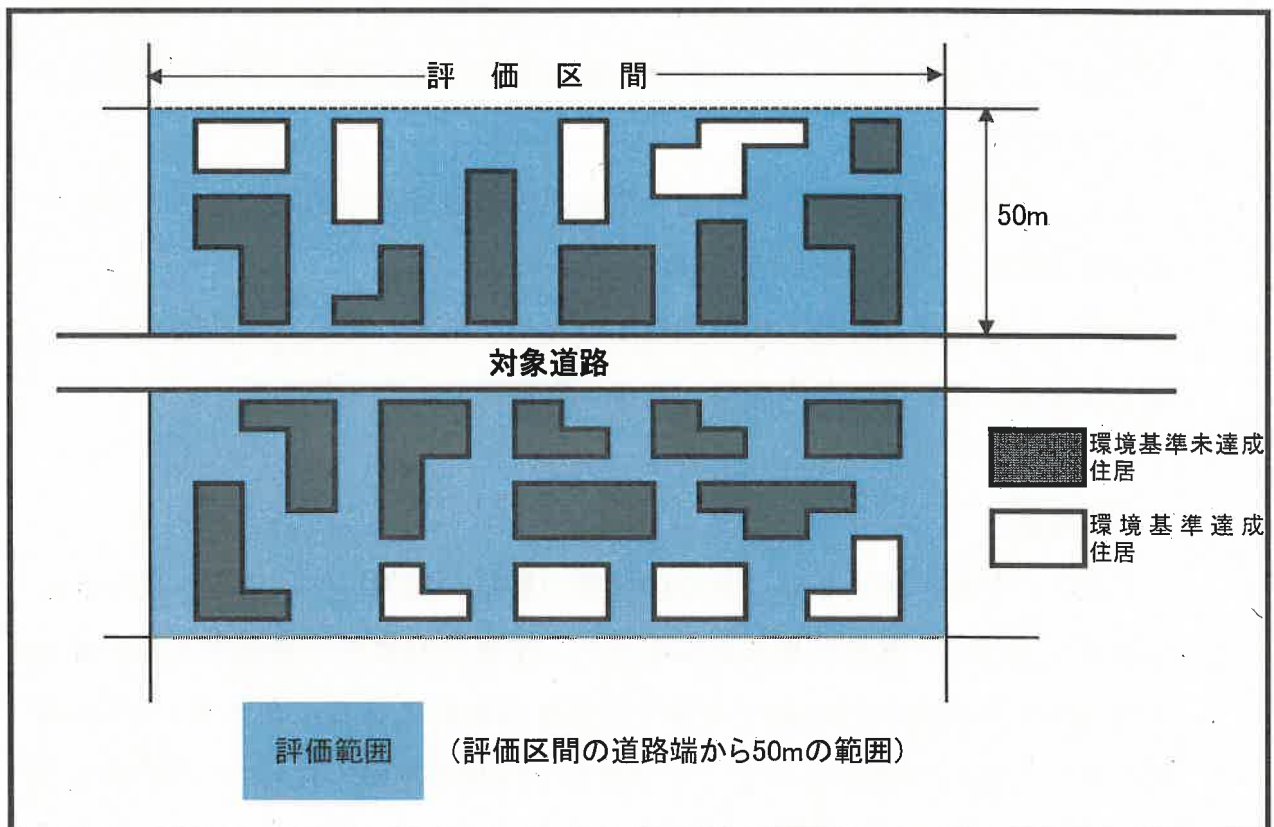 評価区間
50m
対象道路
環境基準未達成
住居
環境基準達成
住居
評価範囲
（評価区間の道路端から50mの範囲）